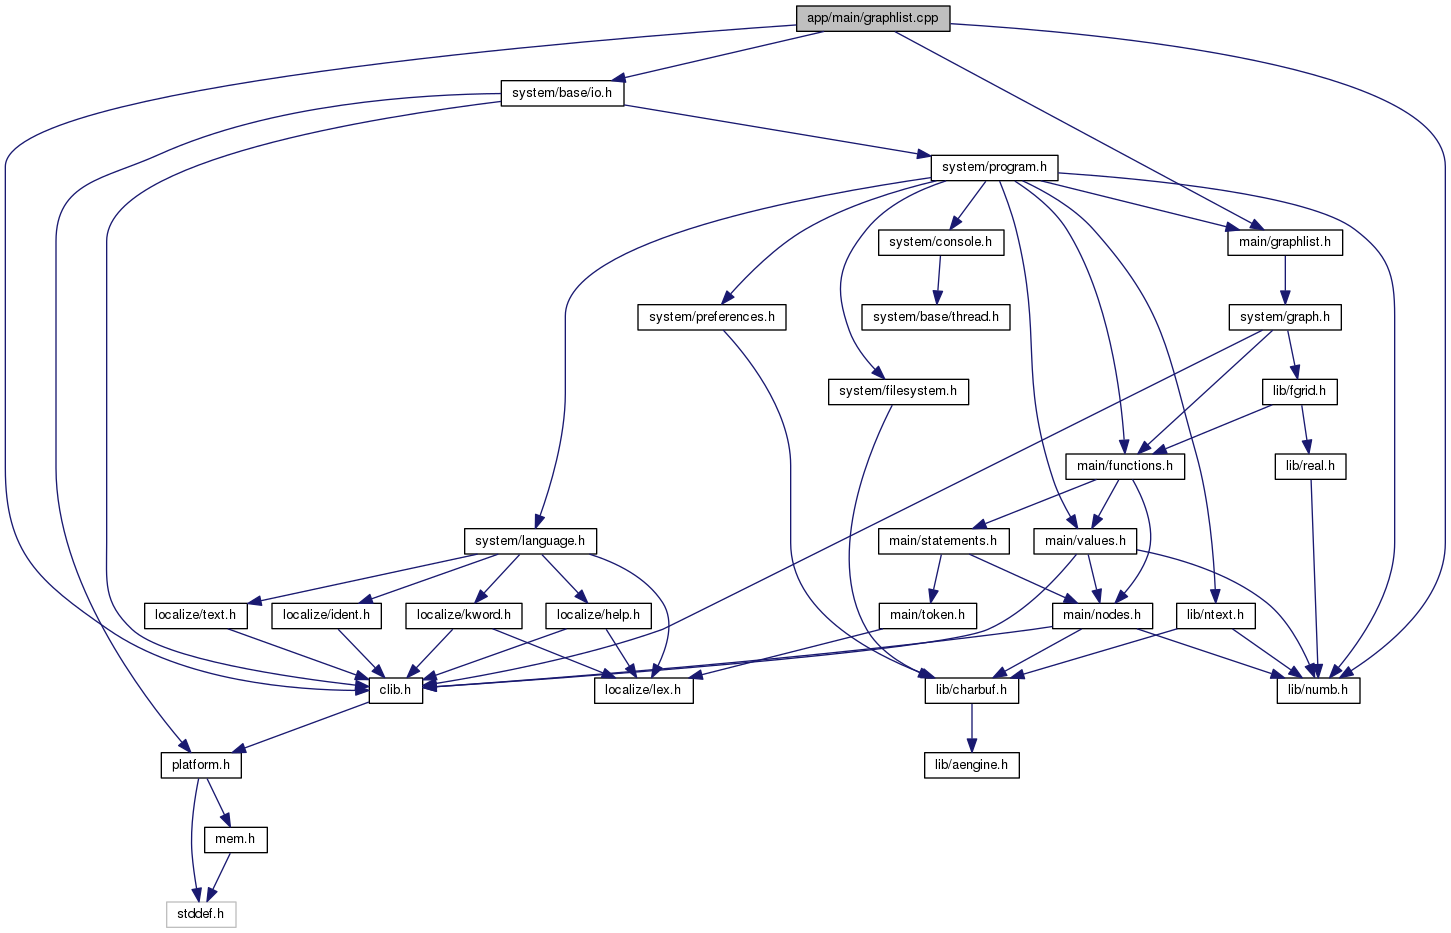 app/main/graphlist.cpp
system/base/io.h
system/program.h
system/console.h
main/graphlist.h
system/preferences.h
system/base/thread.h
system/graph.h
system/filesystem.h
lib/fgrid.h
main/functions.h
lib/real.h
system/language.h
main/statements.h
main/values.h
localize/text.h
localize/ident.h
localize/kword.h
localize/help.h
main/token.h
main/nodes.h
lib/ntext.h
clib.h
localize/lex.h
lib/charbuf.h
lib/numb.h
platform.h
lib/aengine.h
mem.h
stddef.h